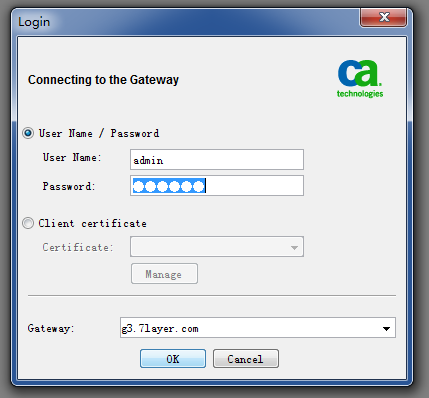 Login
Connecting to the Gateway
ca
technologies
User Name / Password
User Name: admin
Password: ●●●●●●
Client certificate
Certificate:
Manage
Gateway: g3.7layer.com
OK Cancel